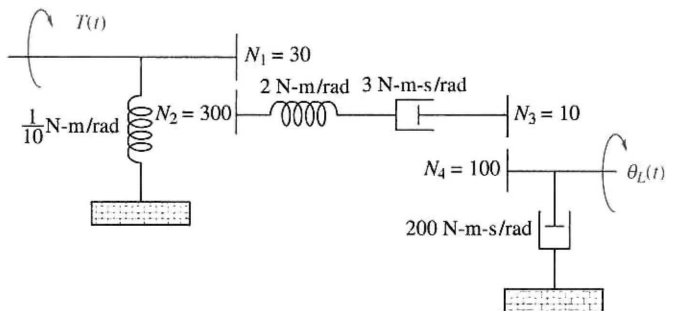 T(t)
N₁ = 30
2 N-m/rad 3 N-m-s/rad
1/10 N-m/rad
N₂ = 300
N₃ = 10
N₄ = 100
θL(t)
200 N-m-s/rad